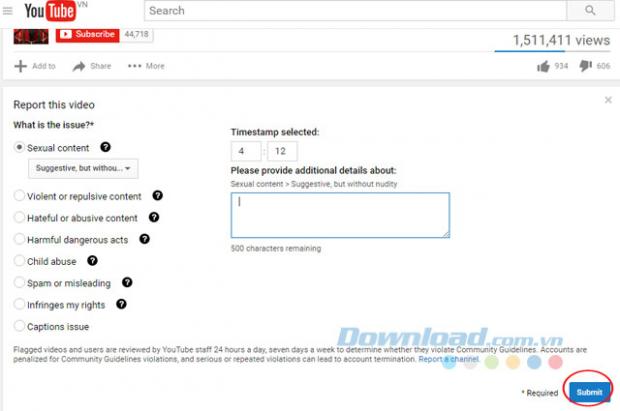 YouTube VN
Search
Subscribe 44,718
1,511,411 views
Add to Share More
934 606
Report this video
What is the issue?*
Sexual content ?
Suggestive, but withou...
Violent or repulsive content ?
Hateful or abusive content ?
Harmful dangerous acts ?
Child abuse ?
Spam or misleading ?
Infringes my rights ?
Captions issue
Timestamp selected:
4 : 12
Please provide additional details about:
Sexual content > Suggestive, but without nudity
500 characters remaining
Download.com.vn
Flagged videos and users are reviewed by YouTube staff 24 hours a day, seven days a week to determine whether they violate Community Guidelines. Accounts are
penalized for Community Guidelines violations, and serious or repeated violations can lead to account termination. Report a channel.
* Required Submit